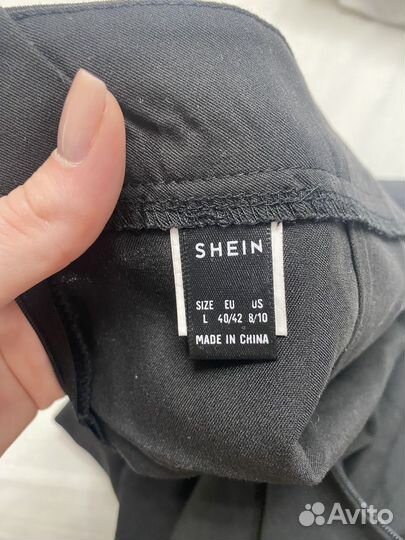 SHEIN
SIZE EU US
L 40/42 8/10
MADE IN CHINA
Avito